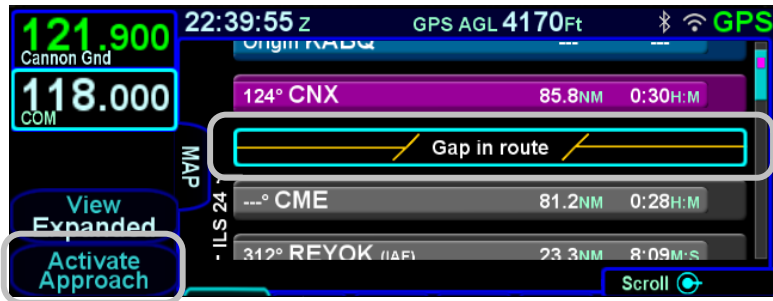 121.900
Cannon Gnd
118.000
COM
22:39:55 Z
GPS AGL 4170Ft
GPS
Origin KABQ
---
---
124° CNX
85.8NM
0:30H:M
Gap in route
MAP
---° CME
81.2NM
0:28H:M
- ILS 24 -
312° REYOK (IAF)
23.3NM
8:09M:S
View
Expanded
Activate
Approach
Scroll